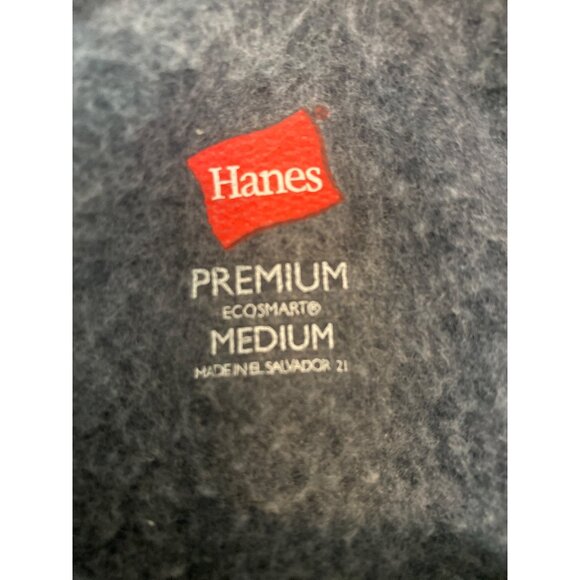 Hanes®
PREMIUM
ECOSMART®
MEDIUM
MADE IN EL SALVADOR 21